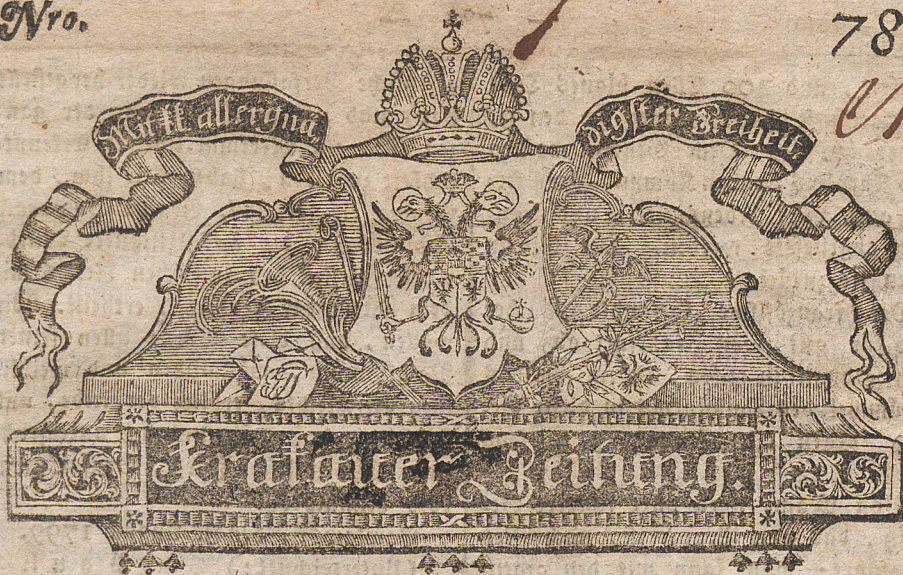 Nro. 78
Mit K allergnä digster Freiheit.
Krakauer Zeitung.